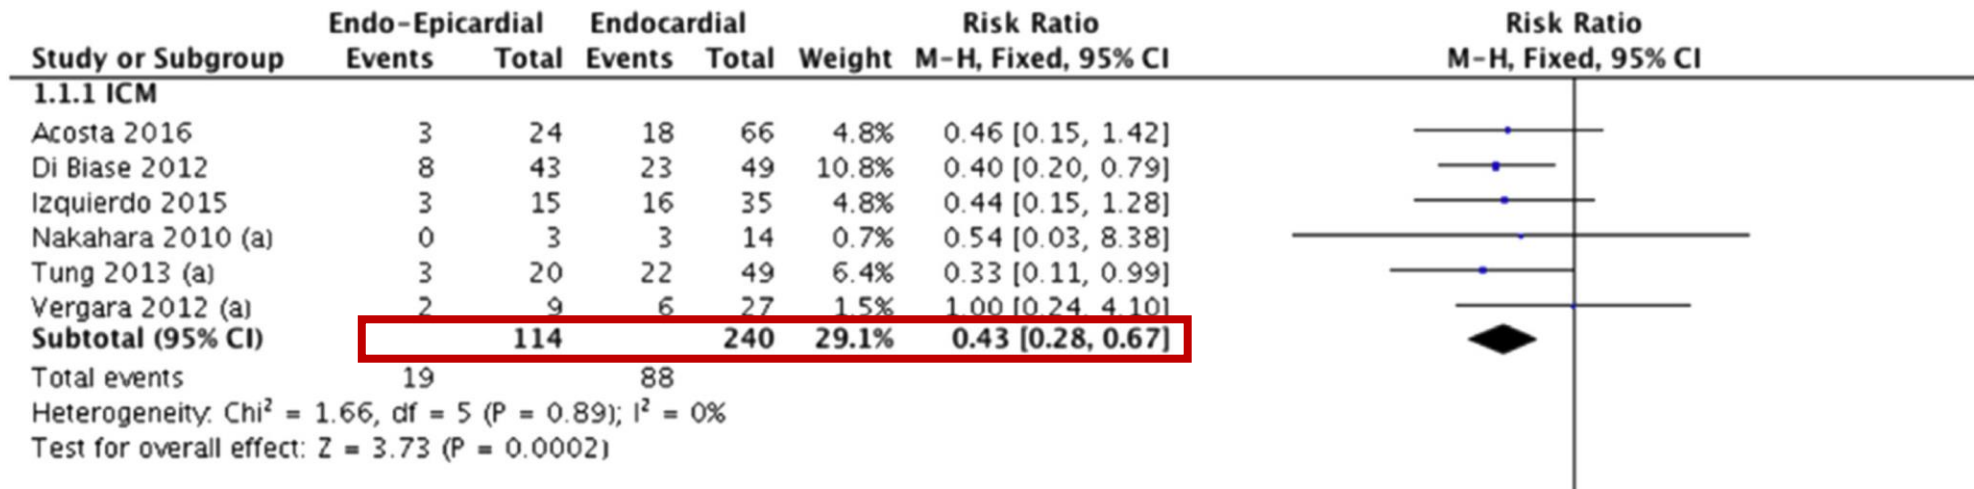 Endo-Epicardial Endocardial Risk Ratio Risk Ratio
Study or Subgroup Events Total Events Total Weight M-H, Fixed, 95% CI M-H, Fixed, 95% CI
1.1.1 ICM
Acosta 2016 3 24 18 66 4.8% 0.46 [0.15, 1.42]
Di Biase 2012 8 43 23 49 10.8% 0.40 [0.20, 0.79]
Izquierdo 2015 3 15 16 35 4.8% 0.44 [0.15, 1.28]
Nakahara 2010 (a) 0 3 3 14 0.7% 0.54 [0.03, 8.38]
Tung 2013 (a) 3 20 22 49 6.4% 0.33 [0.11, 0.99]
Vergara 2012 (a) 2 9 6 27 1.5% 1.00 [0.24, 4.10]
Subtotal (95% CI) 114 240 29.1% 0.43 [0.28, 0.67]
Total events 19 88
Heterogeneity: Chi² = 1.66, df = 5 (P = 0.89); I² = 0%
Test for overall effect: Z = 3.73 (P = 0.0002)